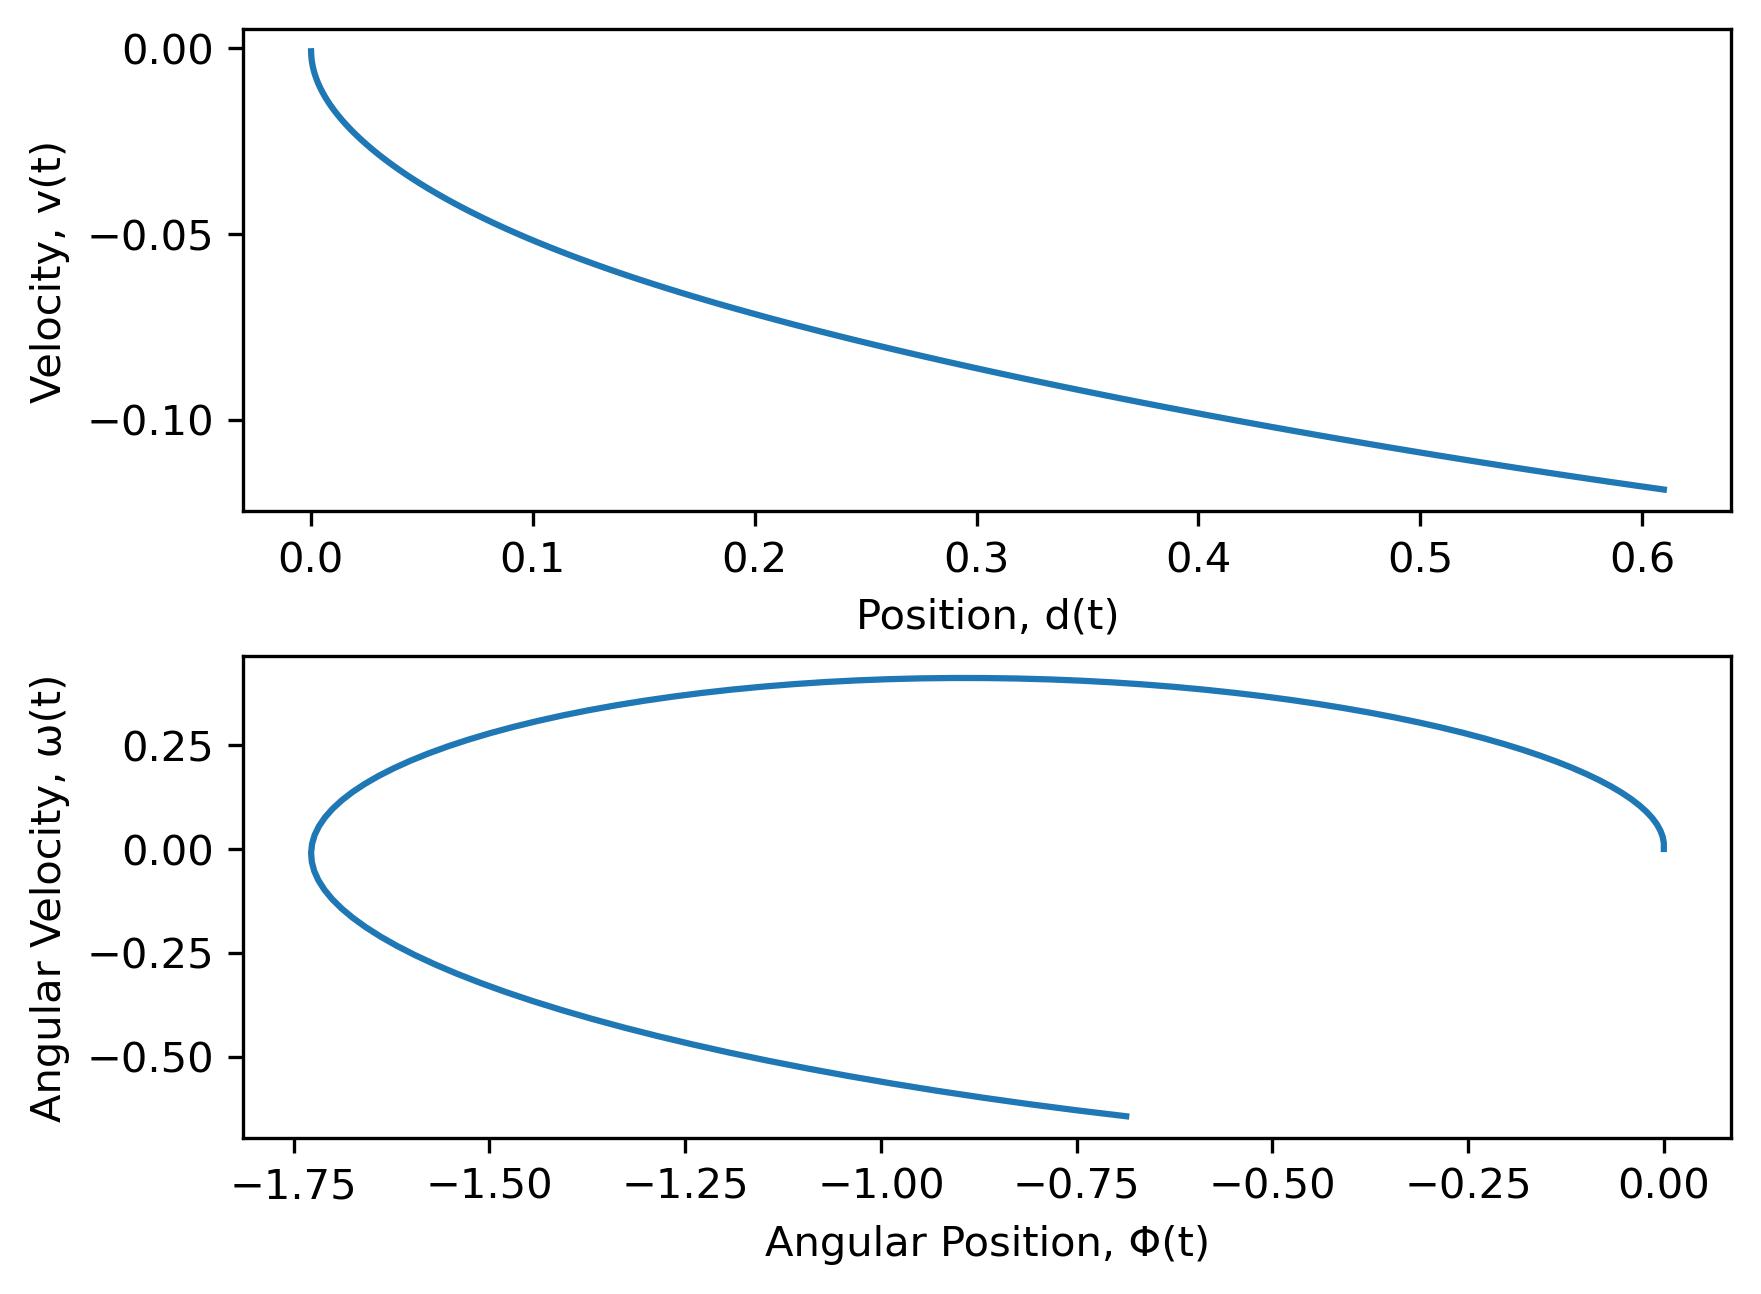 0.00
−0.05
−0.10
Velocity, v(t)
0.0 0.1 0.2 0.3 0.4 0.5 0.6
Position, d(t)
0.25
0.00
−0.25
−0.50
Angular Velocity, ω(t)
−1.75 −1.50 −1.25 −1.00 −0.75 −0.50 −0.25 0.00
Angular Position, Φ(t)